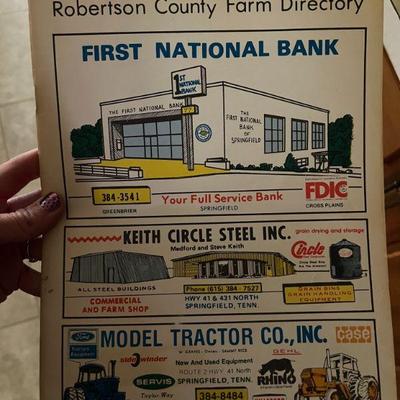 Robertson County Farm Directory
FIRST NATIONAL BANK
1ST
NATIONAL
BANK
THE FIRST NATIONAL BANK
THE
FIRST
NATIONAL
BANK
OF
SPRINGFIELD
384-3541
GREENBRIER
Your Full Service Bank
SPRINGFIELD
FDIC
CROSS PLAINS
KEITH CIRCLE STEEL INC.
Medford and Steve Keith
grain drying and storage
Circle
ALL STEEL BUILDINGS
COMMERCIAL
AND FARM SHOP
Phone (615) 384-7527
HWY 41 & 431 NORTH
SPRINGFIELD, TENN.
GRAIN BINS
GRAIN HANDLING
EQUIPMENT
MODEL TRACTOR CO., INC.
Ford
CASE
side winder
SERVIS
Taylor Way
New And Used Equipment
ROUTE 2 HWY. 41 North
SPRINGFIELD, TENN.
384-8484
GEHL
RHINO